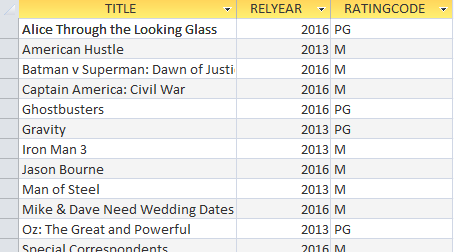 TITLE RELYEAR RATINGCODE
Alice Through the Looking Glass 2016 PG
American Hustle 2013 M
Batman v Superman: Dawn of Justi 2016 M
Captain America: Civil War 2016 M
Ghostbusters 2016 PG
Gravity 2013 PG
Iron Man 3 2013 M
Jason Bourne 2016 M
Man of Steel 2013 M
Mike & Dave Need Wedding Dates 2016 M
Oz: The Great and Powerful 2013 PG
Special Correspondents 2016 M